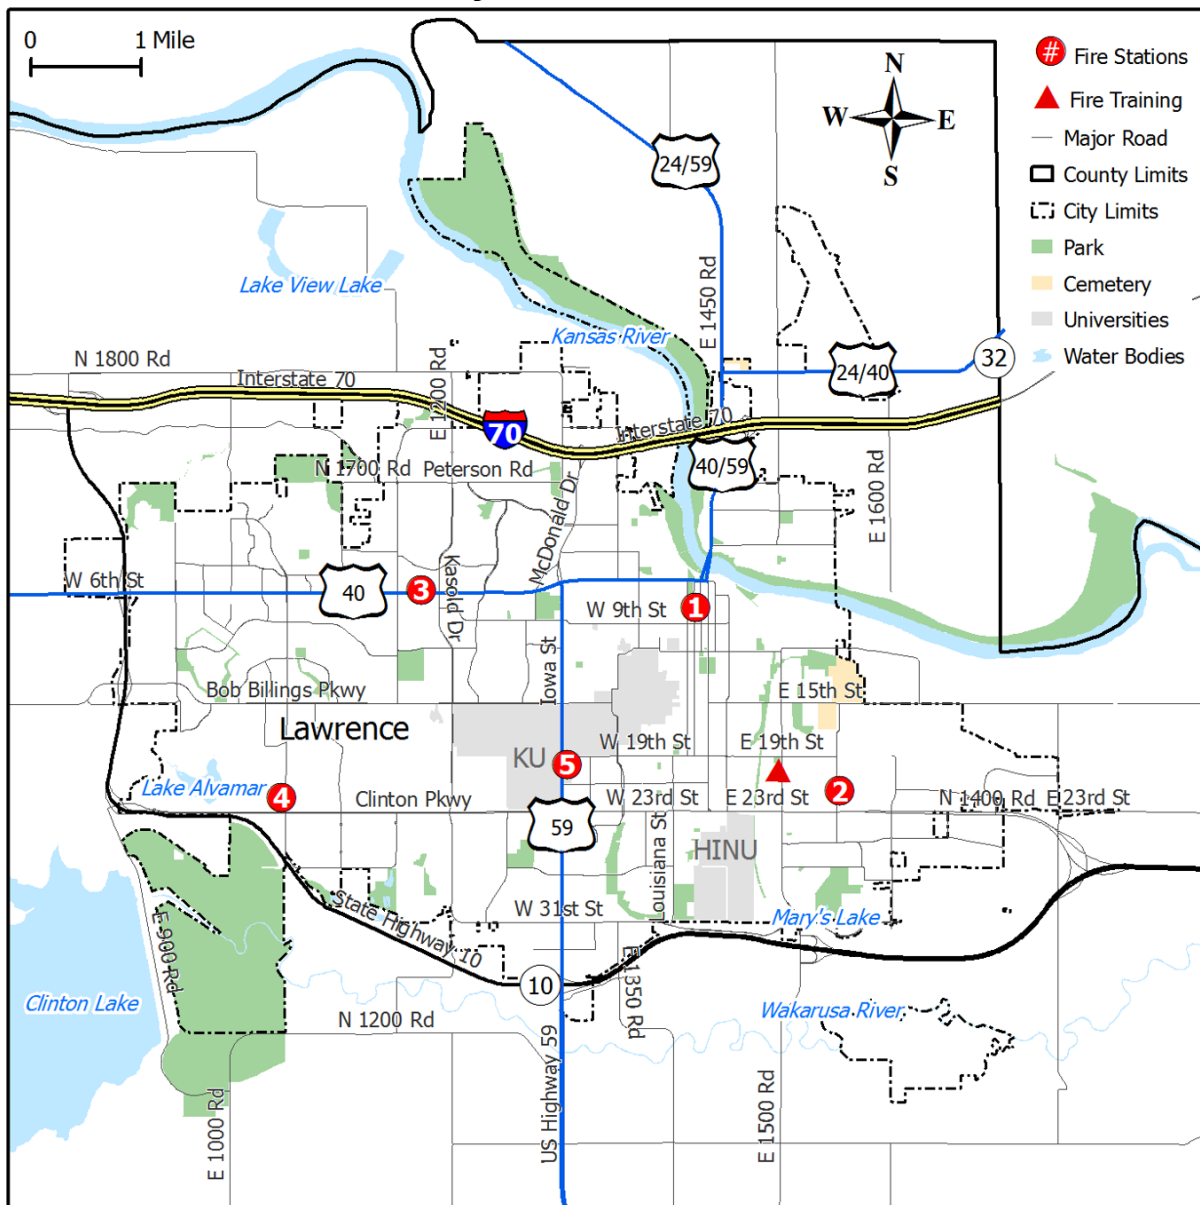 0 1 Mile
# Fire Stations
N
Fire Training
W E
Major Road
24/59
S
County Limits
City Limits
Park
E 1450 Rd
Lake View Lake
Cemetery
Universities
Kansas River
Water Bodies
N 1800 Rd
32
Interstate 70
24/40
E 1200 Rd
Interstate 70
70
40/59
N 1700 Rd
Peterson Rd
E 1600 Rd
McDonald Dr
W 6th St
40
3
Kasold Dr
W 9th St
1
Iowa St
Bob Billings Pkwy
E 15th St
Lawrence
KU
W 19th St
E 19th St
5
Lake Alvamar
4
Clinton Pkwy
W 23rd St
E 23rd St
2
N 1400 Rd
E 23rd St
59
Louisiana St
HINU
W 31st St
Mary's Lake
State Highway 10
E 900 Rd
10
E 1350 Rd
Clinton Lake
Wakarusa River
N 1200 Rd
US Highway 59
E 1000 Rd
E 1500 Rd